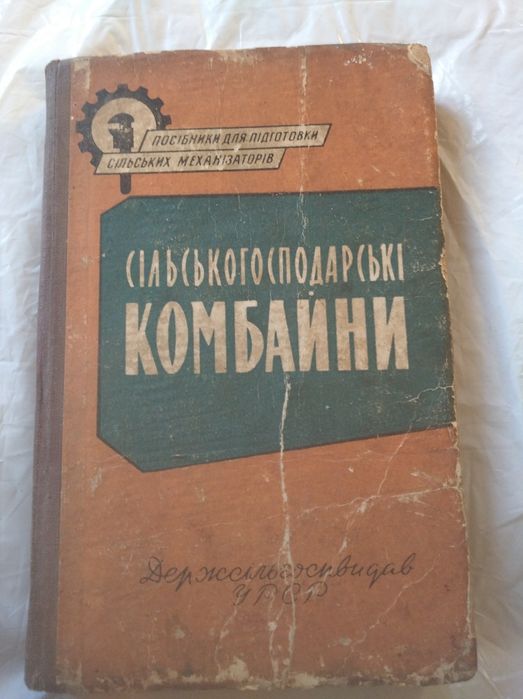 ПОСІБНИКИ ДЛЯ ПІДГОТОВКИ
СІЛЬСЬКИХ МЕХАНІЗАТОРІВ
СІЛЬСЬКОГОСПОДАРСЬКІ
КОМБАЙНИ
Держсільгоспвидав
УРСР